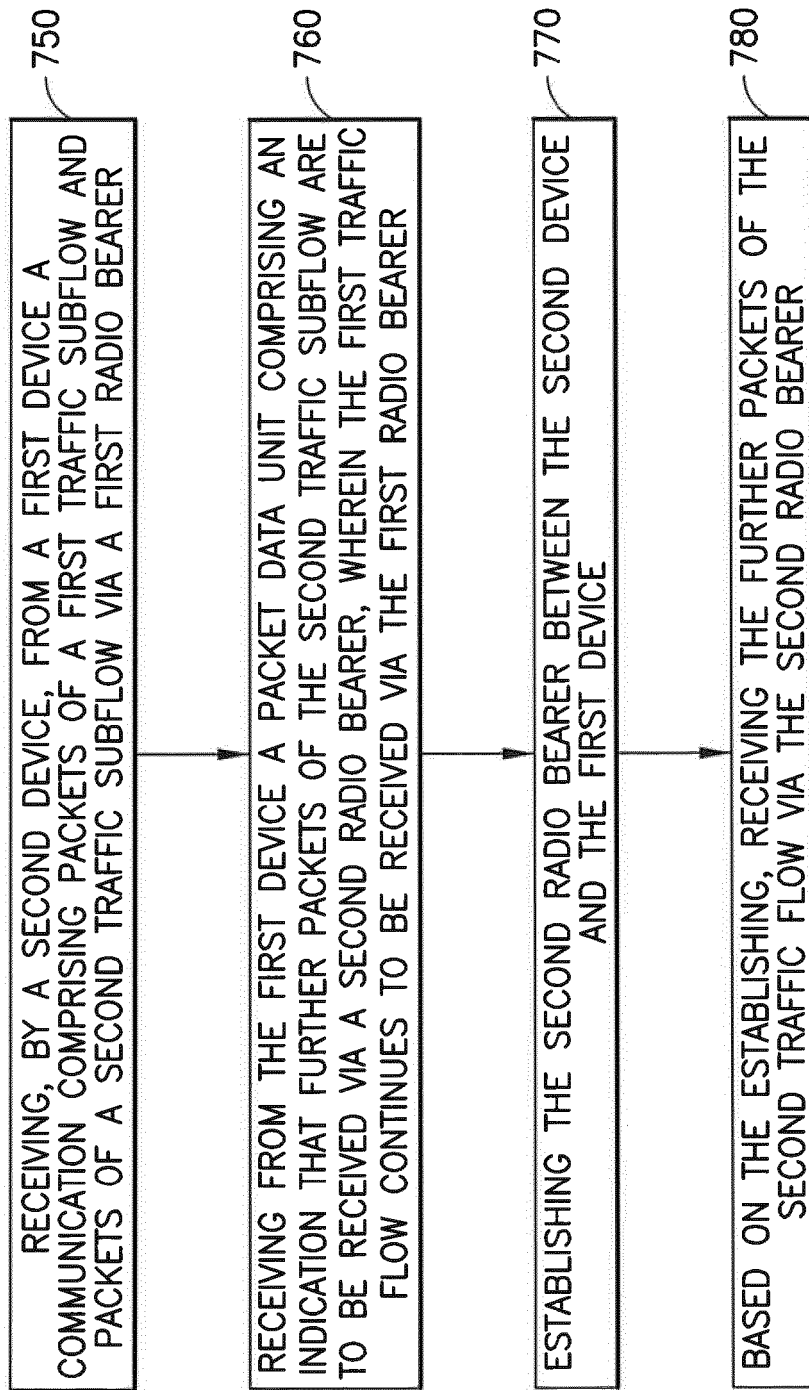 RECEIVING, BY A SECOND DEVICE, FROM A FIRST DEVICE A
COMMUNICATION COMPRISING PACKETS OF A FIRST TRAFFIC SUBFLOW AND
PACKETS OF A SECOND TRAFFIC SUBFLOW VIA A FIRST RADIO BEARER
750
RECEIVING FROM THE FIRST DEVICE A PACKET DATA UNIT COMPRISING AN
INDICATION THAT FURTHER PACKETS OF THE SECOND TRAFFIC SUBFLOW ARE
TO BE RECEIVED VIA A SECOND RADIO BEARER, WHEREIN THE FIRST TRAFFIC
FLOW CONTINUES TO BE RECEIVED VIA THE FIRST RADIO BEARER
760
ESTABLISHING THE SECOND RADIO BEARER BETWEEN THE SECOND DEVICE
AND THE FIRST DEVICE
770
BASED ON THE ESTABLISHING, RECEIVING THE FURTHER PACKETS OF THE
SECOND TRAFFIC FLOW VIA THE SECOND RADIO BEARER
780